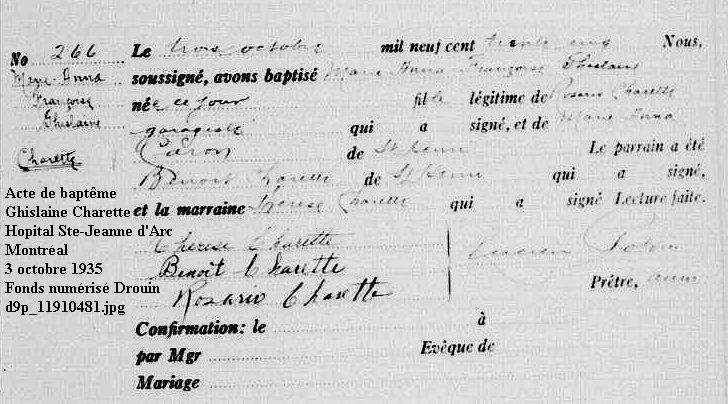 No 266 Le trois octobre mil neuf cent trente cinq Nous,
Marie-Anna soussigné, avons baptisé Marie Anna Françoise Ghislaine
Françoise née ce jour fille légitime de Rosario Charette
Ghislaine garagiste qui a signé, et de Marie Anna
Charette Caron de St Henri Le parrain a été
Benoit Charette de St Henri qui a signé,
et la marraine Thérèse Charette qui a signé Lecture faite.
Thérèse Charette
Benoît Charette Lucien
Rosario Charette Prêtre,
Confirmation: le à
par Mgr Evêque de
Mariage
Acte de baptême
Ghislaine Charette
Hopital Ste-Jeanne d'Arc
Montréal
3 octobre 1935
Fonds numérisé Drouin
d9p_11910481.jpg